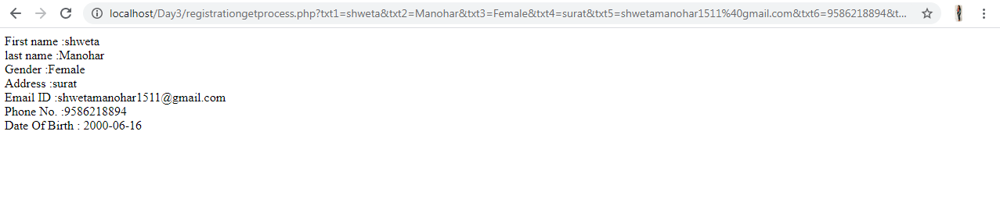 localhost/Day3/registrationgetprocess.php?txt1=shweta&txt2=Manohar&txt3=Female&txt4=surat&txt5=shwetamanohar1511%40gmail.com&txt6=9586218894&t...
First name :shweta
last name :Manohar
Gender :Female
Address :surat
Email ID :shwetamanohar1511@gmail.com
Phone No. :9586218894
Date Of Birth : 2000-06-16